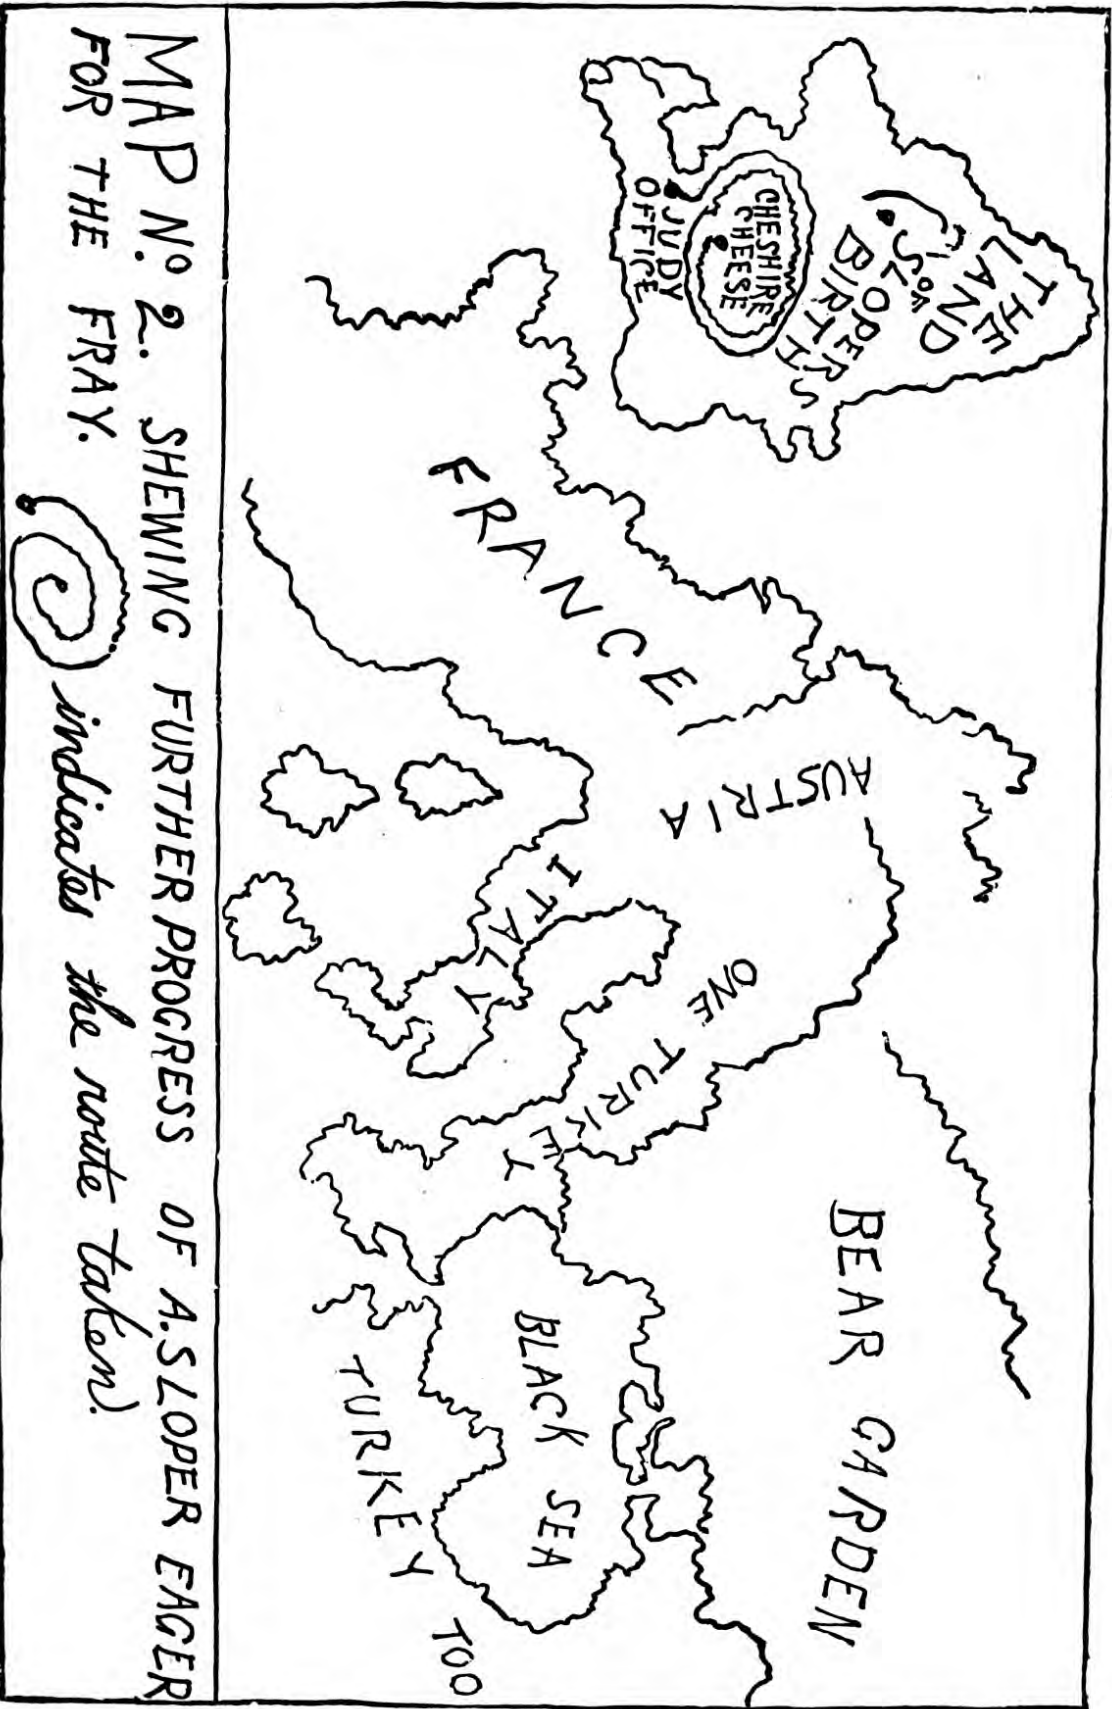 THE
LAND
OF
SLOPER'S
BIRTH
CHESHIRE
CHEESE
JUDY
OFFICE
FRANCE
AUSTRIA
ITALY
ONE TURKEY
BEAR GARDEN
BLACK SEA
TURKEY TOO
MAP No. 2. SHEWING FURTHER PROGRESS OF A. SLOPER EAGER
FOR THE FRAY. indicates the route taken).